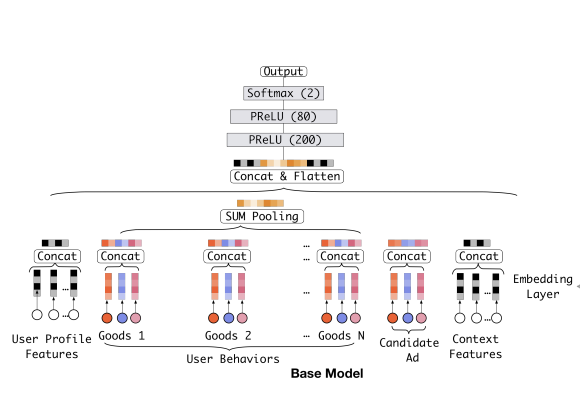 Output
Softmax (2)
PReLU (80)
PReLU (200)
Concat & Flatten
SUM Pooling
...
Concat
Concat
Concat
...
Concat
Concat
Concat
...
...
...
Embedding
Layer
...
...
User Profile
Features
Goods 1
Goods 2
... Goods N
Candidate
Ad
Context
Features
User Behaviors
Base Model